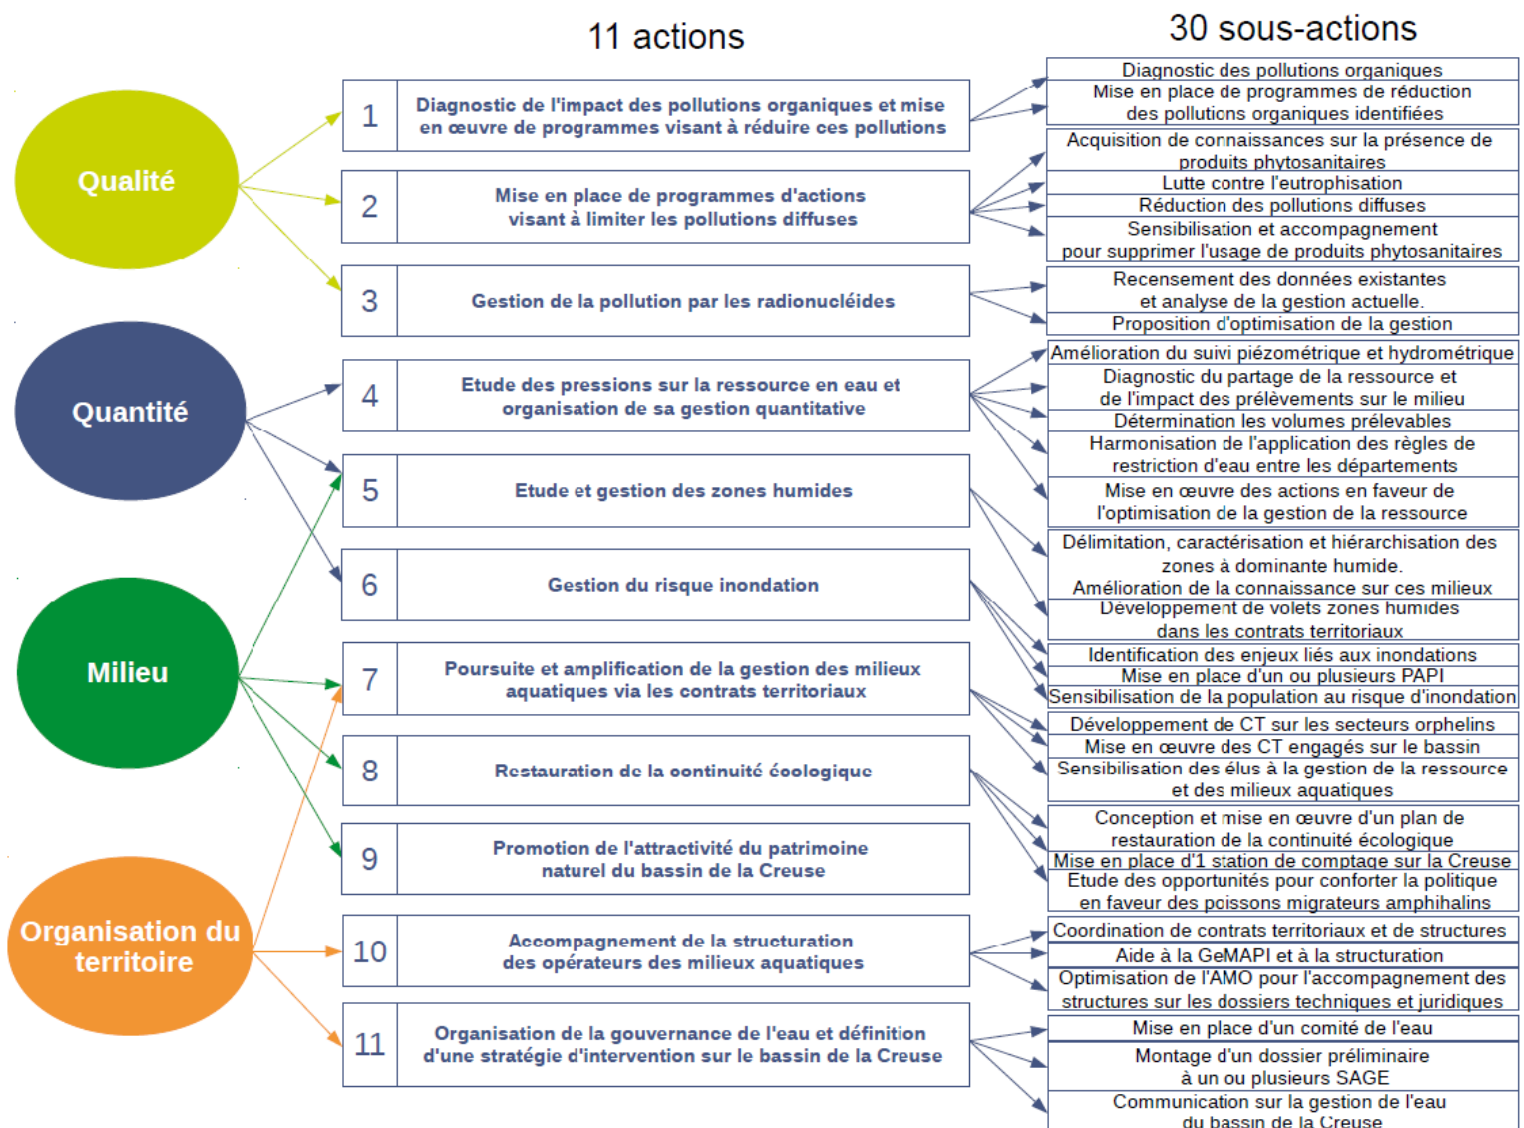 11 actions
30 sous-actions
Qualité
Quantité
Milieu
Organisation du
territoire
1
Diagnostic de l'impact des pollutions organiques et mise
en œuvre de programmes visant à réduire ces pollutions
2
Mise en place de programmes d'actions
visant à limiter les pollutions diffuses
3
Gestion de la pollution par les radionucléides
4
Etude des pressions sur la ressource en eau et
organisation de sa gestion quantitative
5
Etude et gestion des zones humides
6
Gestion du risque inondation
7
Poursuite et amplification de la gestion des milieux
aquatiques via les contrats territoriaux
8
Restauration de la continuité écologique
9
Promotion de l'attractivité du patrimoine
naturel du bassin de la Creuse
10
Accompagnement de la structuration
des opérateurs des milieux aquatiques
11
Organisation de la gouvernance de l'eau et définition
d'une stratégie d'intervention sur le bassin de la Creuse
Diagnostic des pollutions organiques
Mise en place de programmes de réduction
des pollutions organiques identifiées
Acquisition de connaissances sur la présence de
produits phytosanitaires
Lutte contre l'eutrophisation
Réduction des pollutions diffuses
Sensibilisation et accompagnement
pour supprimer l'usage de produits phytosanitaires
Recensement des données existantes
et analyse de la gestion actuelle.
Proposition d'optimisation de la gestion
Amélioration du suivi piézométrique et hydrométrique
Diagnostic du partage de la ressource et
de l'impact des prélèvements sur le milieu
Détermination les volumes prélevables
Harmonisation de l'application des règles de
restriction d'eau entre les départements
Mise en œuvre des actions en faveur de
l'optimisation de la gestion de la ressource
Délimitation, caractérisation et hiérarchisation des
zones à dominante humide.
Amélioration de la connaissance sur ces milieux
Développement de volets zones humides
dans les contrats territoriaux
Identification des enjeux liés aux inondations
Mise en place d'un ou plusieurs PAPI
Sensibilisation de la population au risque d'inondation
Développement de CT sur les secteurs orphelins
Mise en œuvre des CT engagés sur le bassin
Sensibilisation des élus à la gestion de la ressource
et des milieux aquatiques
Conception et mise en œuvre d'un plan de
restauration de la continuité écologique
Mise en place d'1 station de comptage sur la Creuse
Etude des opportunités pour conforter la politique
en faveur des poissons migrateurs amphihalins
Coordination de contrats territoriaux et de structures
Aide à la GeMAPI et à la structuration
Optimisation de l'AMO pour l'accompagnement des
structures sur les dossiers techniques et juridiques
Mise en place d'un comité de l'eau
Montage d'un dossier préliminaire
à un ou plusieurs SAGE
Communication sur la gestion de l'eau
du bassin de la Creuse